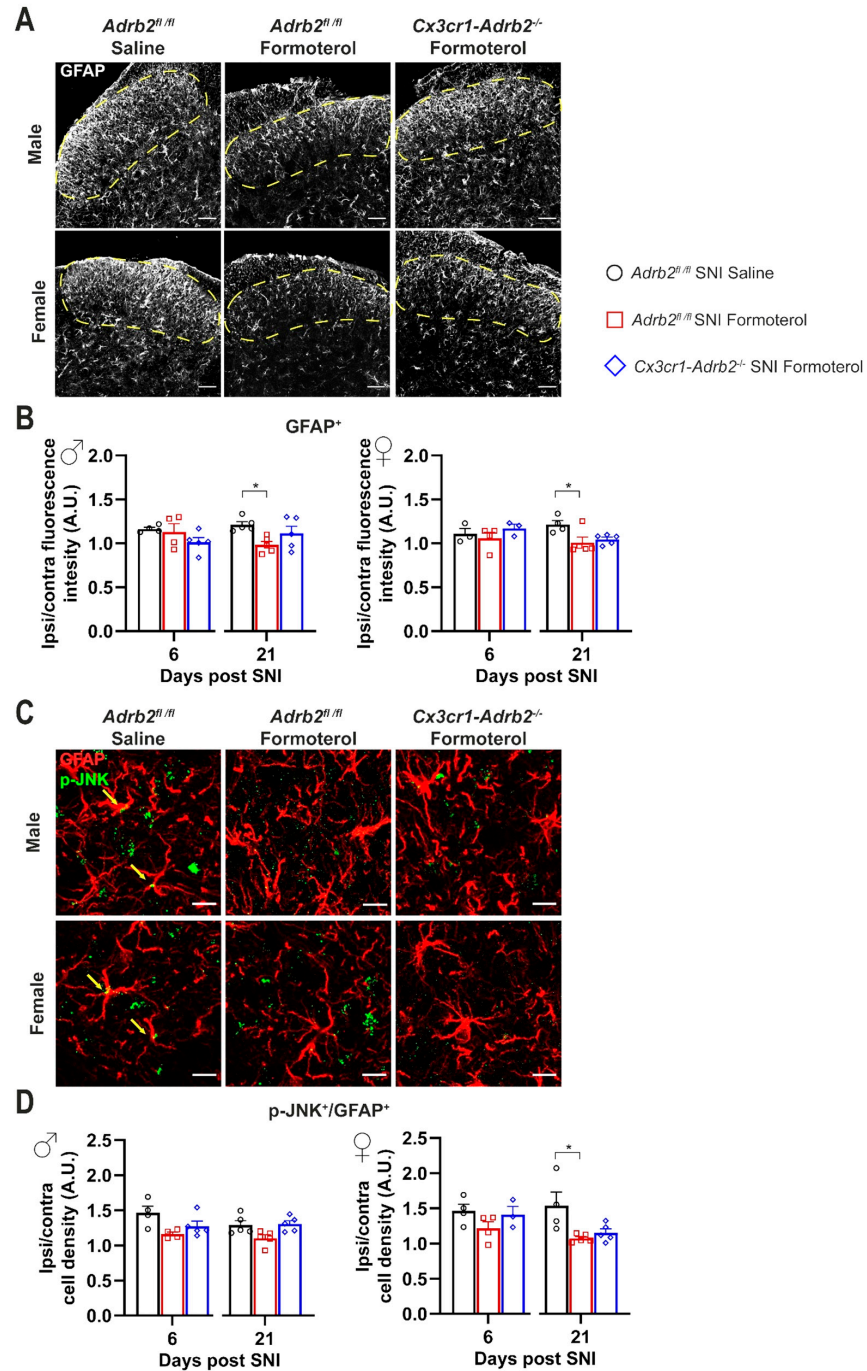 A
Adrb2fl/fl Saline
Adrb2fl/fl Formoterol
Cx3cr1-Adrb2-/- Formoterol
GFAP
Male
Female
Adrb2fl/fl SNI Saline
Adrb2fl/fl SNI Formoterol
Cx3cr1-Adrb2-/- SNI Formoterol
B
GFAP+
♂
Ipsi/contra fluorescence
intesity (A.U.)
2.0
1.5
1.0
0.5
0.0
*
6
21
Days post SNI
♀
Ipsi/contra fluorescence
intesity (A.U.)
2.0
1.5
1.0
0.5
0.0
*
6
21
Days post SNI
C
Adrb2fl/fl Saline
Adrb2fl/fl Formoterol
Cx3cr1-Adrb2-/- Formoterol
GFAP
p-JNK
Male
Female
D
p-JNK+/GFAP+
♂
Ipsi/contra
cell density (A.U.)
2.5
2.0
1.5
1.0
0.5
0.0
6
21
Days post SNI
♀
Ipsi/contra
cell density (A.U.)
2.5
2.0
1.5
1.0
0.5
0.0
*
6
21
Days post SNI